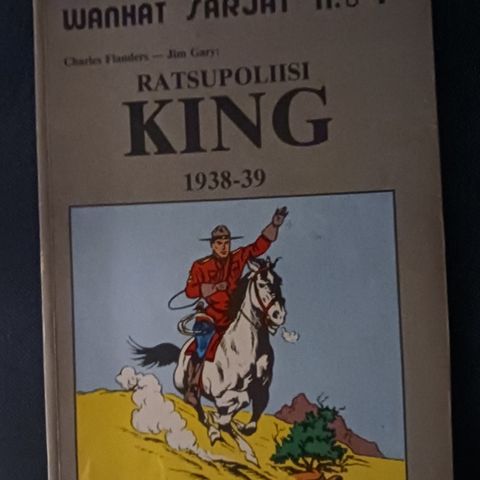 WANHAT SARJAT n:o
Charles Flanders — Jim Gary:
RATSUPOLIISI
KING
1938-39